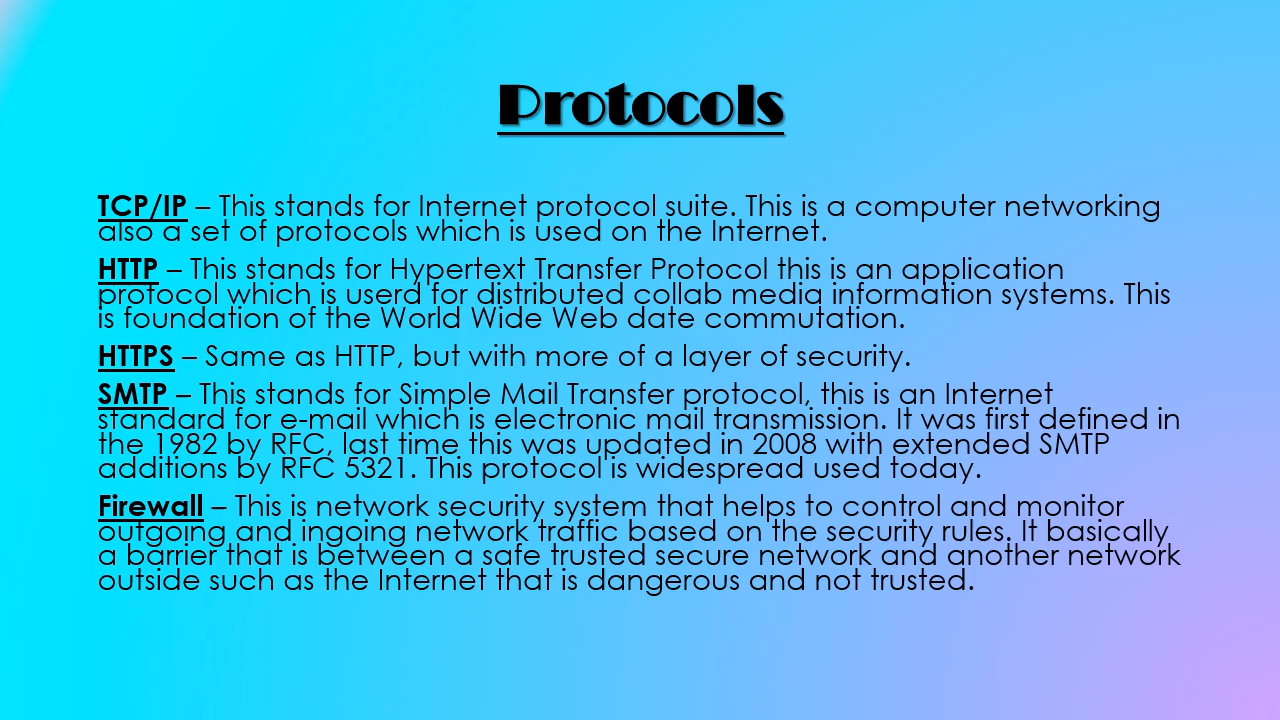 Protocols
TCP/IP – This stands for Internet protocol suite. This is a computer networking
also a set of protocols which is used on the Internet.
HTTP – This stands for Hypertext Transfer Protocol this is an application
protocol which is userd for distributed collab media information systems. This
is foundation of the World Wide Web date commutation.
HTTPS – Same as HTTP, but with more of a layer of security.
SMTP – This stands for Simple Mail Transfer protocol, this is an Internet
standard for e-mail which is electronic mail transmission. It was first defined in
the 1982 by RFC, last time this was updated in 2008 with extended SMTP
additions by RFC 5321. This protocol is widespread used today.
Firewall – This is network security system that helps to control and monitor
outgoing and ingoing network traffic based on the security rules. It basically
a barrier that is between a safe trusted secure network and another network
outside such as the Internet that is dangerous and not trusted.